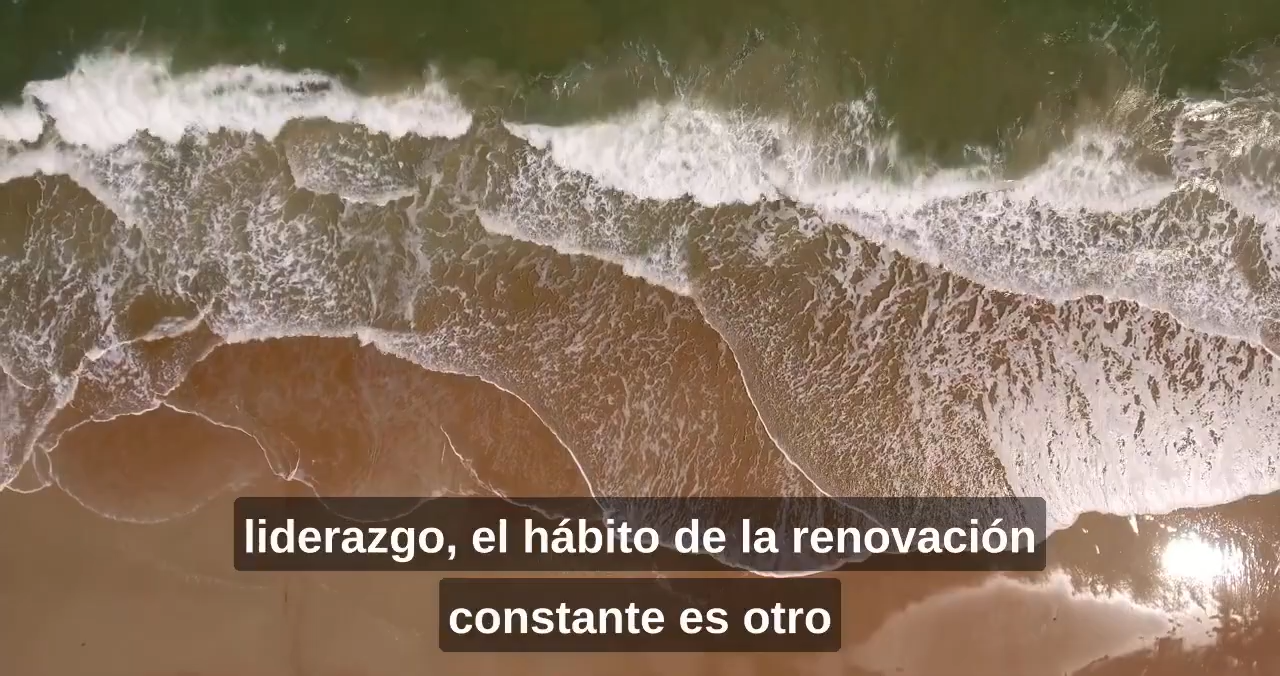 liderazgo, el hábito de la renovación
constante es otro